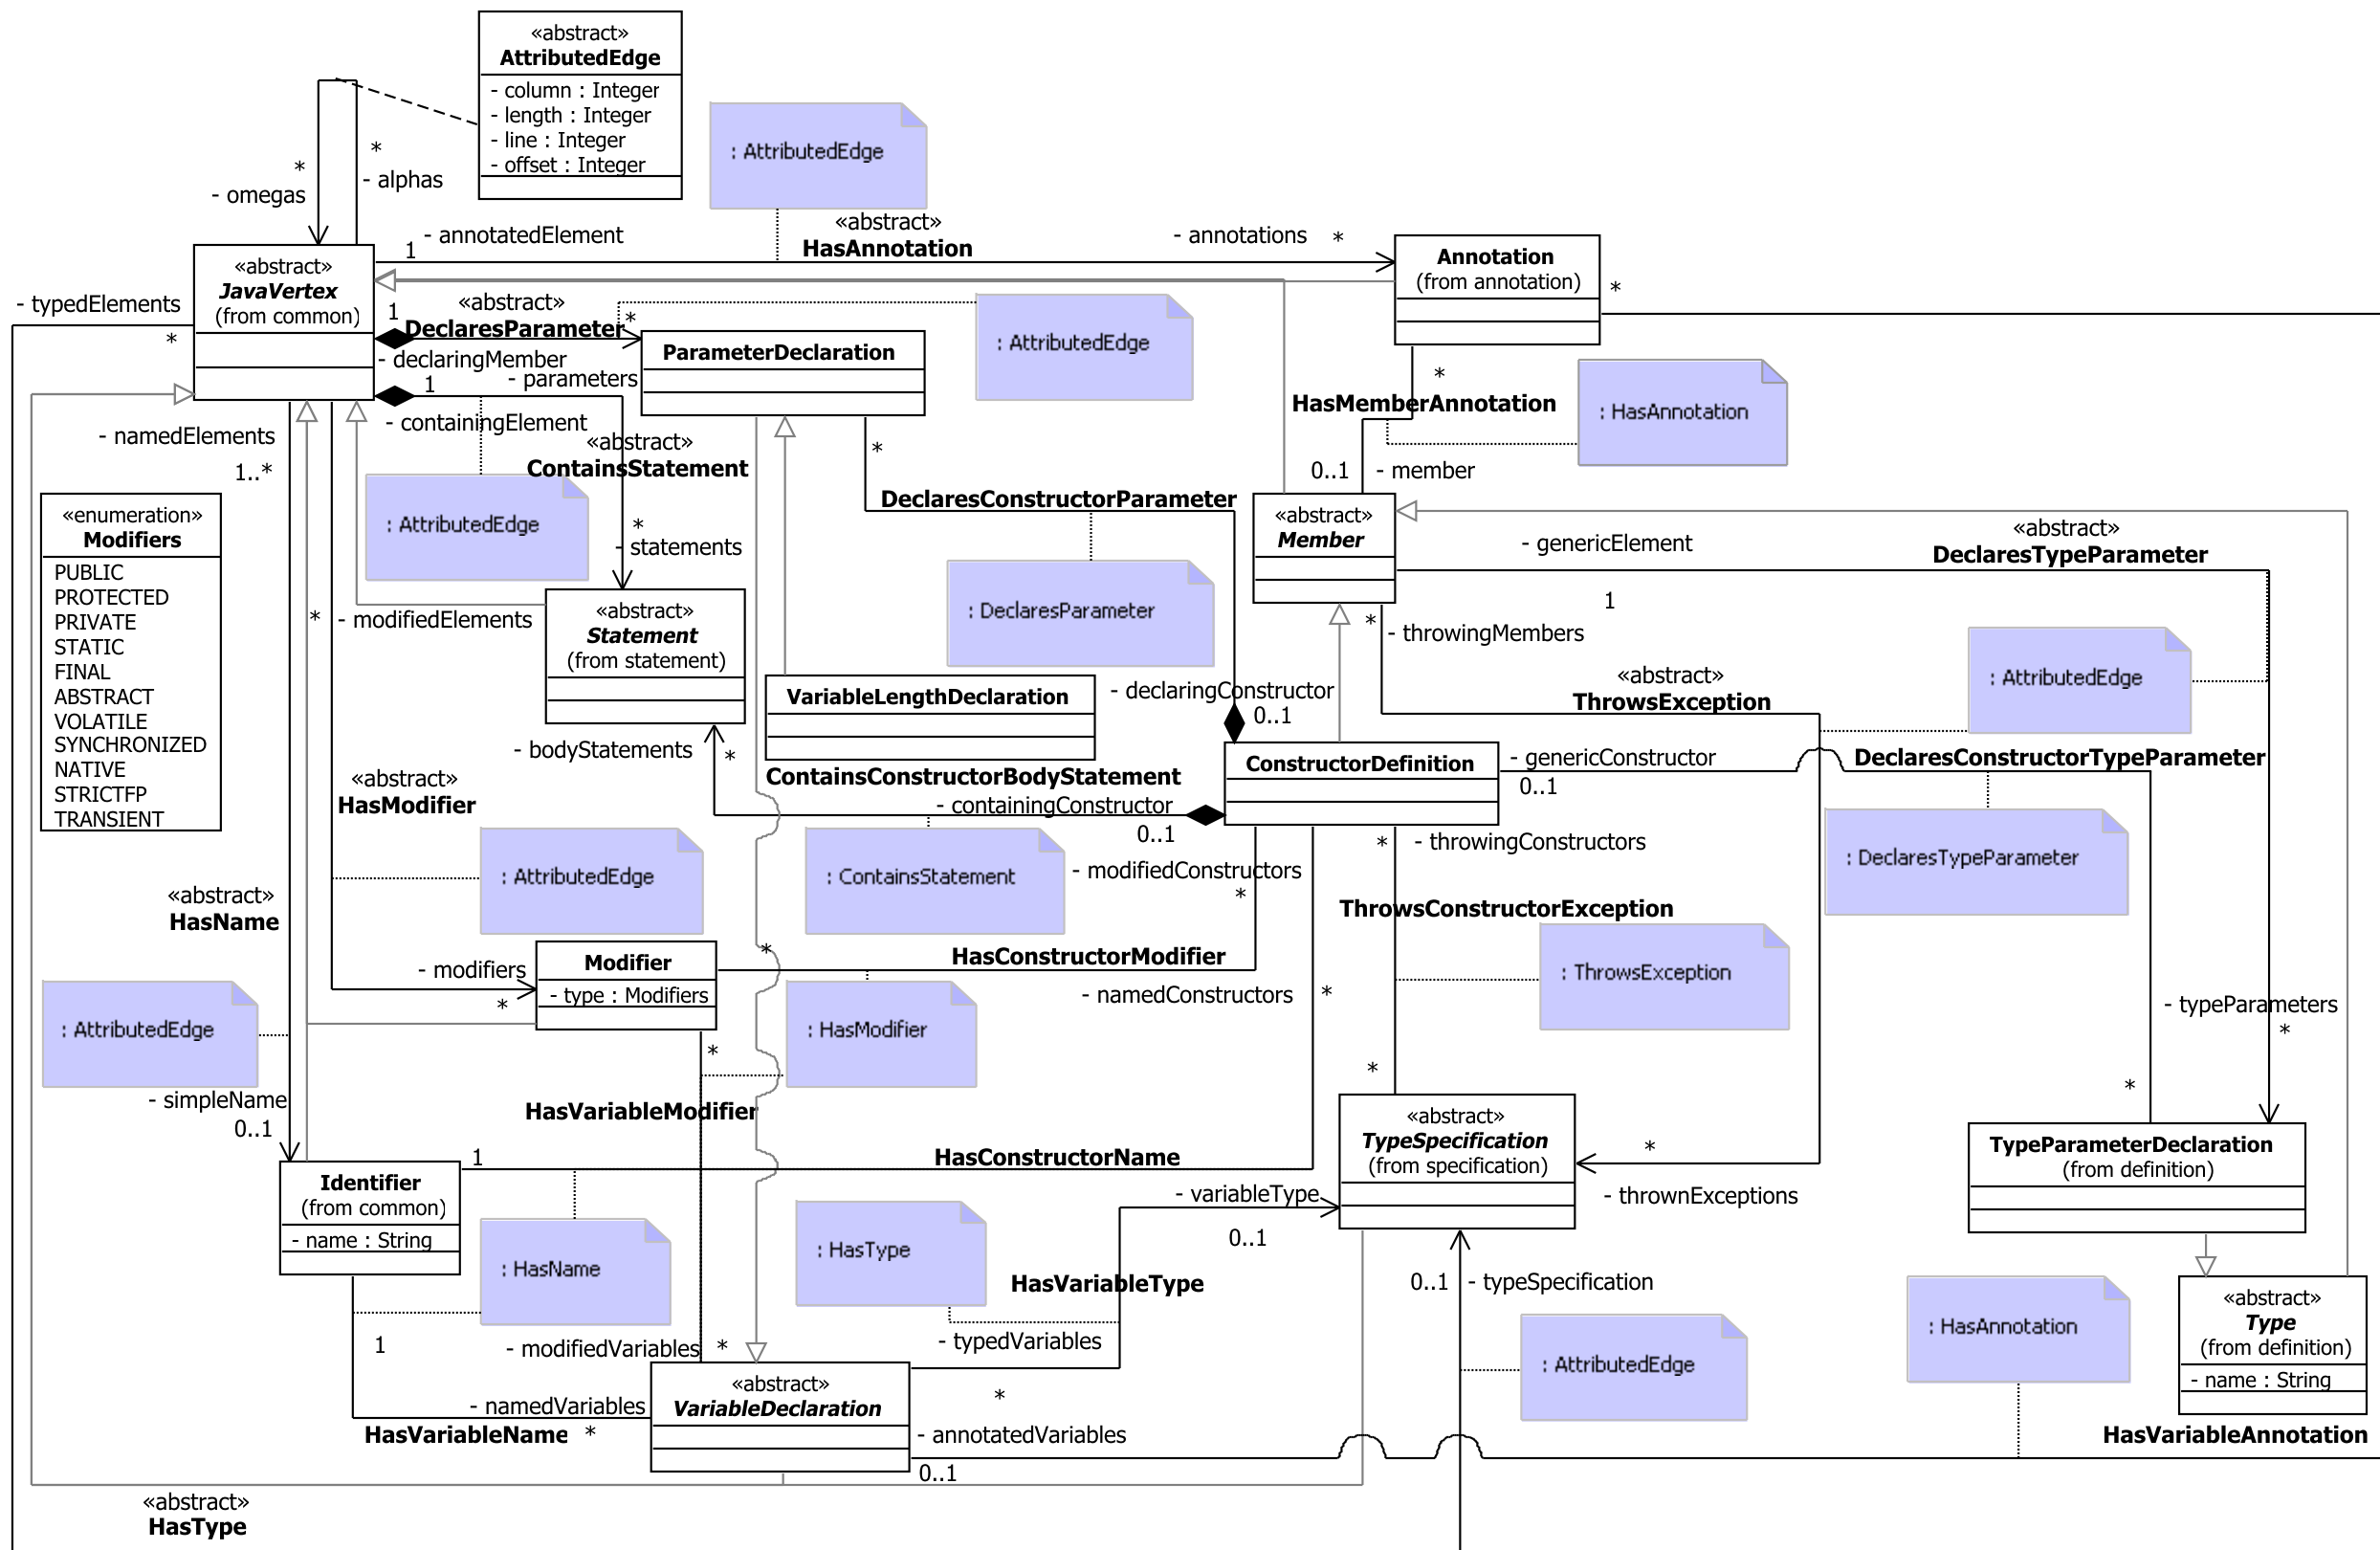 «abstract»
AttributedEdge
- column : Integer
- length : Integer
- line : Integer
- offset : Integer
: AttributedEdge
*
- alphas
*
- omegas
«abstract»
HasAnnotation
- annotatedElement
1
- annotations
*
Annotation
(from annotation)
*
«abstract»
JavaVertex
(from common)
- typedElements
*
«abstract»
DeclaresParameter
1
*
- declaringMember
- parameters
: AttributedEdge
ParameterDeclaration
1
- containingElement
«abstract»
ContainsStatement
: AttributedEdge
*
- statements
*
HasMemberAnnotation
: HasAnnotation
0..1
- member
- namedElements
1..*
*
DeclaresConstructorParameter
: DeclaresParameter
«abstract»
Member
- genericElement
1
«abstract»
DeclaresTypeParameter
: AttributedEdge
«enumeration»
Modifiers
PUBLIC
PROTECTED
PRIVATE
STATIC
FINAL
ABSTRACT
VOLATILE
SYNCHRONIZED
NATIVE
STRICTFP
TRANSIENT
*
- modifiedElements
«abstract»
Statement
(from statement)
*
- throwingMembers
«abstract»
ThrowsException
VariableLengthDeclaration
- declaringConstructor
0..1
- bodyStatements
*
ContainsConstructorBodyStatement
- containingConstructor
0..1
: ContainsStatement
ConstructorDefinition
- genericConstructor
0..1
DeclaresConstructorTypeParameter
: DeclaresTypeParameter
«abstract»
HasModifier
: AttributedEdge
- modifiedConstructors
*
*
- throwingConstructors
ThrowsConstructorException
: ThrowsException
«abstract»
HasName
: AttributedEdge
- modifiers
*
Modifier
- type : Modifiers
*
HasConstructorModifier
: HasModifier
- namedConstructors
*
- typeParameters
*
*
*
*
- simpleName
0..1
HasVariableModifier
1
HasConstructorName
«abstract»
TypeSpecification
(from specification)
*
- thrownExceptions
TypeParameterDeclaration
(from definition)
Identifier
(from common)
- name : String
: HasName
: HasType
- variableType
0..1
HasVariableType
- typedVariables
*
0..1
- typeSpecification
: AttributedEdge
: HasAnnotation
«abstract»
Type
(from definition)
- name : String
1
- modifiedVariables
*
- namedVariables
HasVariableName
*
«abstract»
VariableDeclaration
- annotatedVariables
0..1
HasVariableAnnotation
«abstract»
HasType